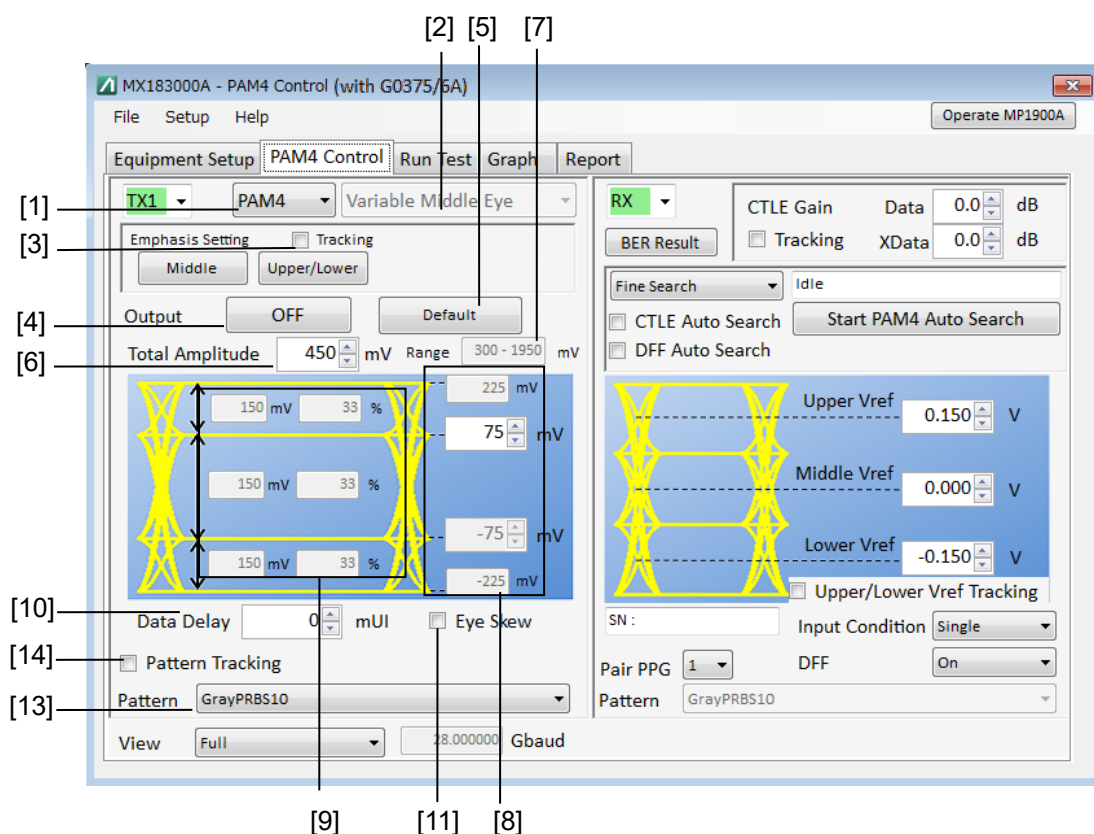 [2] [5] [7]
MX183000A - PAM4 Control (with G0375/6A)
File Setup Help Operate MP1900A
Equipment Setup PAM4 Control Run Test Graph Report
[1] TX1 PAM4 Variable Middle Eye
[3] Emphasis Setting Tracking
Middle Upper/Lower
[4] Output OFF Default
[6] Total Amplitude 450 mV Range 300 - 1950 mV
150 mV 33 % 225 mV
75 mV
150 mV 33 %
-75 mV
150 mV 33 % -225 mV
[10] Data Delay 0 mUI Eye Skew
[14] Pattern Tracking
[13] Pattern GrayPRBS10
View Full 28.000000 Gbaud
RX CTLE Gain Data 0.0 dB
BER Result Tracking XData 0.0 dB
Fine Search Idle
CTLE Auto Search Start PAM4 Auto Search
DFF Auto Search
Upper Vref 0.150 V
Middle Vref 0.000 V
Lower Vref -0.150 V
Upper/Lower Vref Tracking
SN : Input Condition Single
Pair PPG 1 DFF On
Pattern GrayPRBS10
[9] [11] [8]